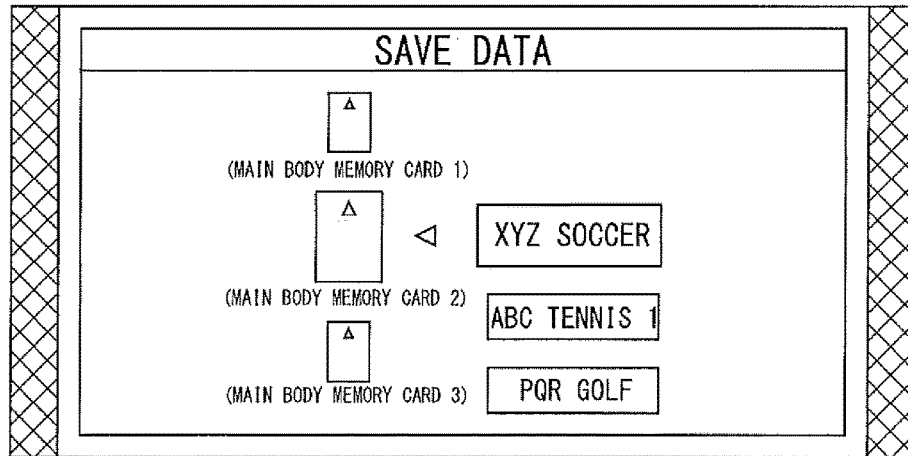 SAVE DATA
(MAIN BODY MEMORY CARD 1)
XYZ SOCCER
(MAIN BODY MEMORY CARD 2)
ABC TENNIS 1
(MAIN BODY MEMORY CARD 3)
PQR GOLF